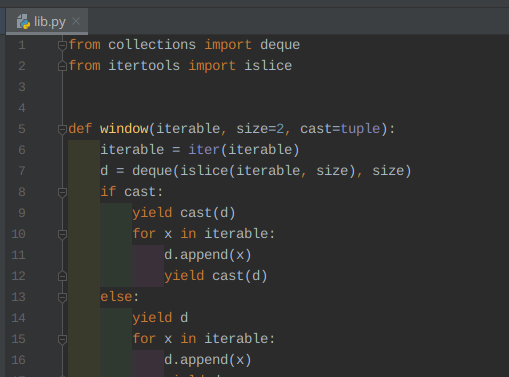 lib.py
1 from collections import deque
2 from itertools import islice
3
4
5 def window(iterable, size=2, cast=tuple):
6     iterable = iter(iterable)
7     d = deque(islice(iterable, size), size)
8     if cast:
9         yield cast(d)
10         for x in iterable:
11             d.append(x)
12             yield cast(d)
13     else:
14         yield d
15         for x in iterable:
16             d.append(x)